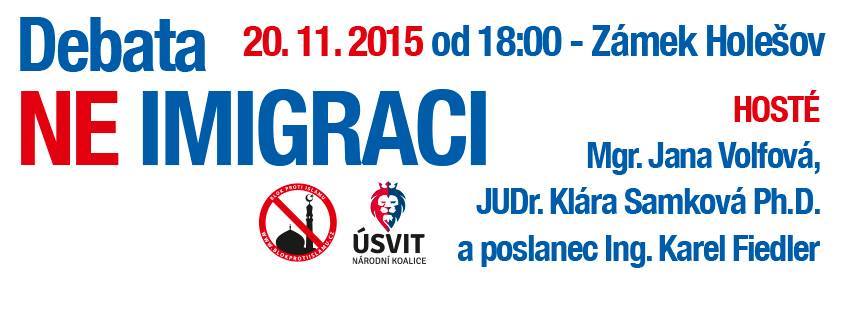 Debata
20. 11. 2015 od 18:00 - Zámek Holešov
NE IMIGRACI
HOSTÉ
Mgr. Jana Volfová,
JUDr. Klára Samková Ph.D.
a poslanec Ing. Karel Fiedler
BLOK PROTI ISLÁMU
WWW.BLOKPROTIISLAMU.CZ
ÚSVIT
NÁRODNÍ KOALICE